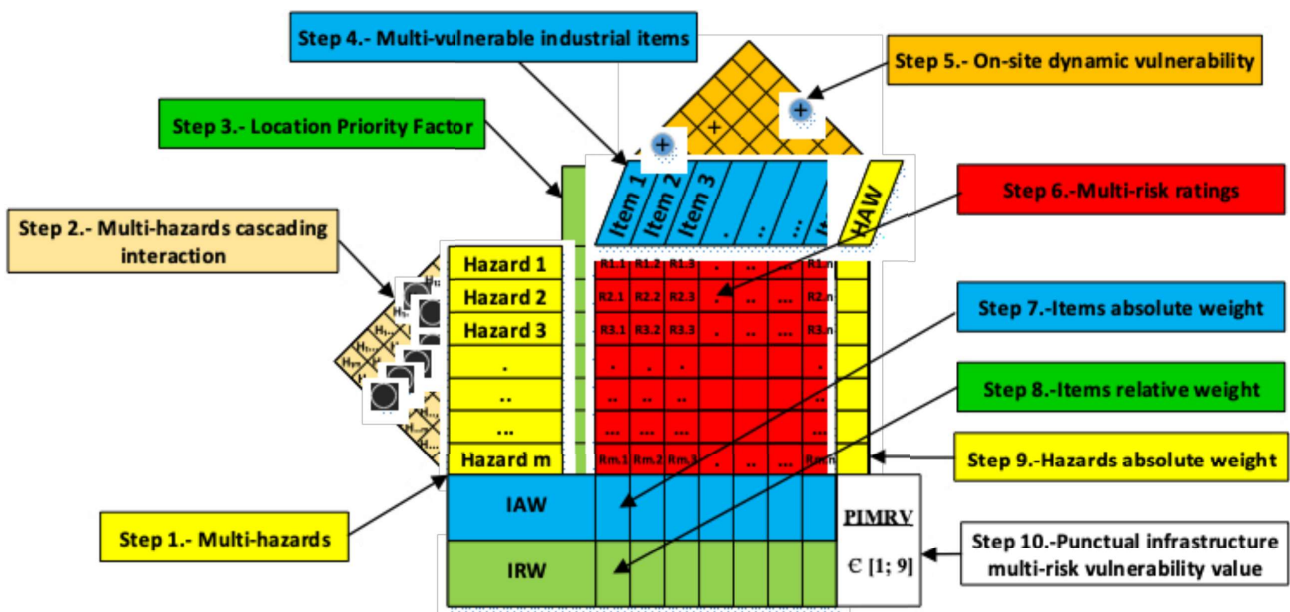 Step 4.- Multi-vulnerable industrial items
Step 5.- On-site dynamic vulnerability
Step 3.- Location Priority Factor
Step 6.-Multi-risk ratings
Step 2.- Multi-hazards cascading
interaction
Item 1
Item 2
Item 3
.
..
...
HAW
Hazard 1
R1.1 R1.2 R1.3 . .. ... R1.n
Hazard 2
R2.1 R2.2 R2.3 . .. ... R2.n
Hazard 3
R3.1 R3.2 R3.3 . .. ... R3.n
.
. . . .
..
.. .. .. ..
...
... ... ... ...
Hazard m
Rm.1 Rm.2 Rm.3 . .. ... Rm.n
Step 7.-Items absolute weight
Step 8.-Items relative weight
Step 9.-Hazards absolute weight
Step 1.- Multi-hazards
IAW
IRW
PIMRV
Є [1; 9]
Step 10.-Punctual infrastructure
multi-risk vulnerability value